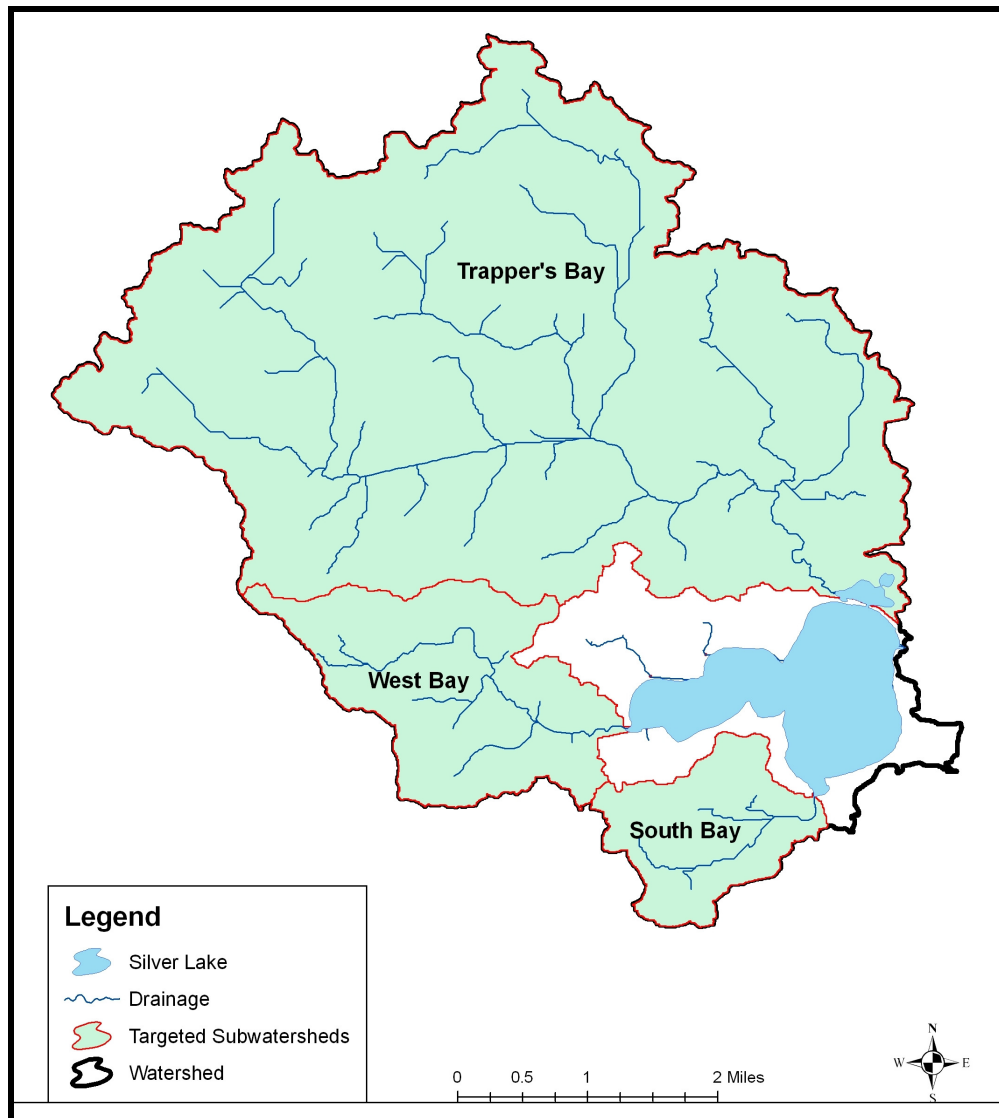 Trapper's Bay
West Bay
South Bay
Legend
Silver Lake
Drainage
Targeted Subwatersheds
Watershed
0 0.5 1 2 Miles
N
W E
S